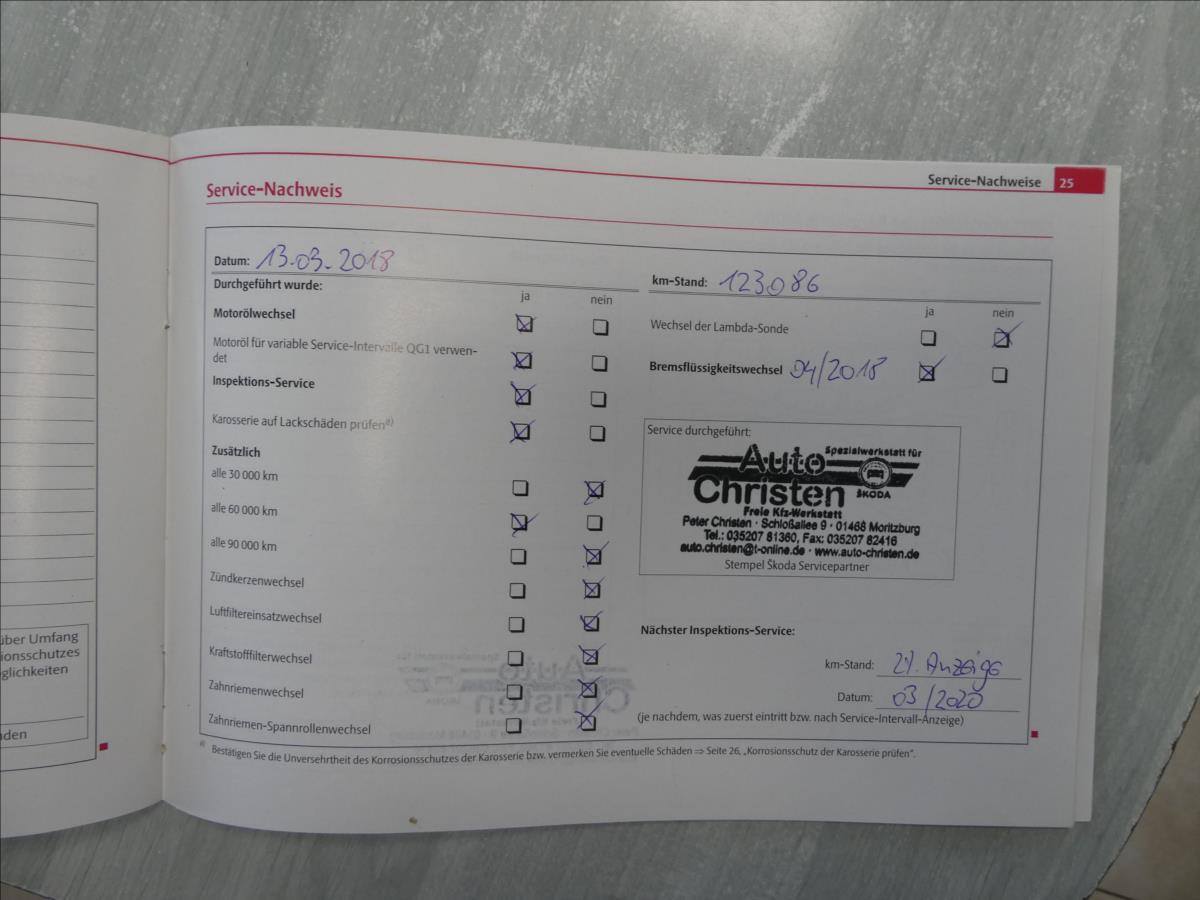 Service-Nachweise 25
Service-Nachweis
Datum: 13.03.2018
km-Stand: 123086
Durchgeführt wurde:
ja nein
Motorölwechsel
Motoröl für variable Service-Intervalle QG1 verwen-
det
Inspektions-Service
Karosserie auf Lackschäden prüfen a)
Zusätzlich
alle 30 000 km
alle 60 000 km
alle 90 000 km
Zündkerzenwechsel
Luftfiltereinsatzwechsel
Kraftstofffilterwechsel
Zahnriemenwechsel
Zahnriemen-Spannrollenwechsel
ja nein
Wechsel der Lambda-Sonde
Bremsflüssigkeitswechsel 04/2018
Service durchgeführt:
Spezialwerkstatt für
Auto
Christen
ŠKODA
Freie Kfz-Werkstatt
Peter Christen · Schloßallee 9 · 01468 Moritzburg
Tel.: 035207 81360, Fax: 035207 82416
auto.christen@t-online.de · www.auto-christen.de
Stempel Škoda Servicepartner
Nächster Inspektions-Service:
km-Stand: Anzeige
Datum: 03/2020
(je nachdem, was zuerst eintritt bzw. nach Service-Intervall-Anzeige)
a) Bestätigen Sie die Unversehrtheit des Korrosionsschutzes der Karosserie bzw. vermerken Sie eventuelle Schäden ⇒ Seite 26, „Korrosionsschutz der Karosserie prüfen“.
über Umfang
ionsschutzes
glichkeiten
nden